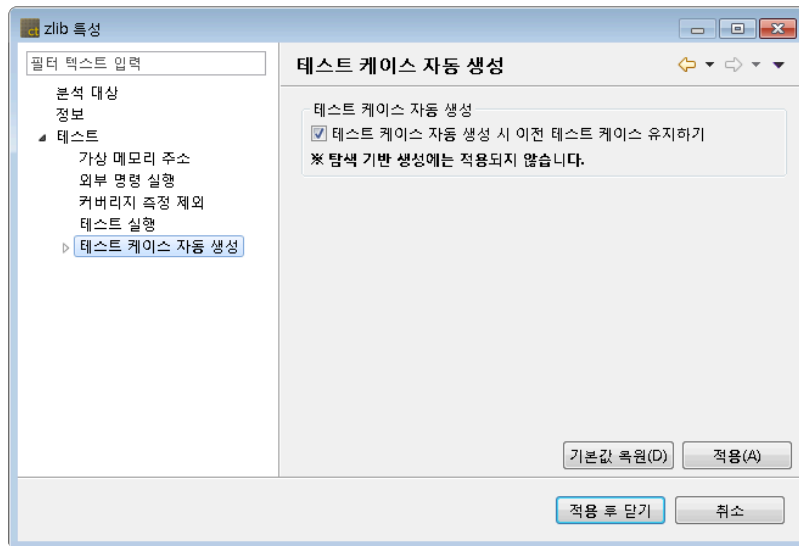 ct zlib 특성
필터 텍스트 입력
분석 대상
정보
테스트
가상 메모리 주소
외부 명령 실행
커버리지 측정 제외
테스트 실행
테스트 케이스 자동 생성
테스트 케이스 자동 생성
테스트 케이스 자동 생성
테스트 케이스 자동 생성 시 이전 테스트 케이스 유지하기
※ 탐색 기반 생성에는 적용되지 않습니다.
기본값 복원(D) 적용(A)
적용 후 닫기 취소